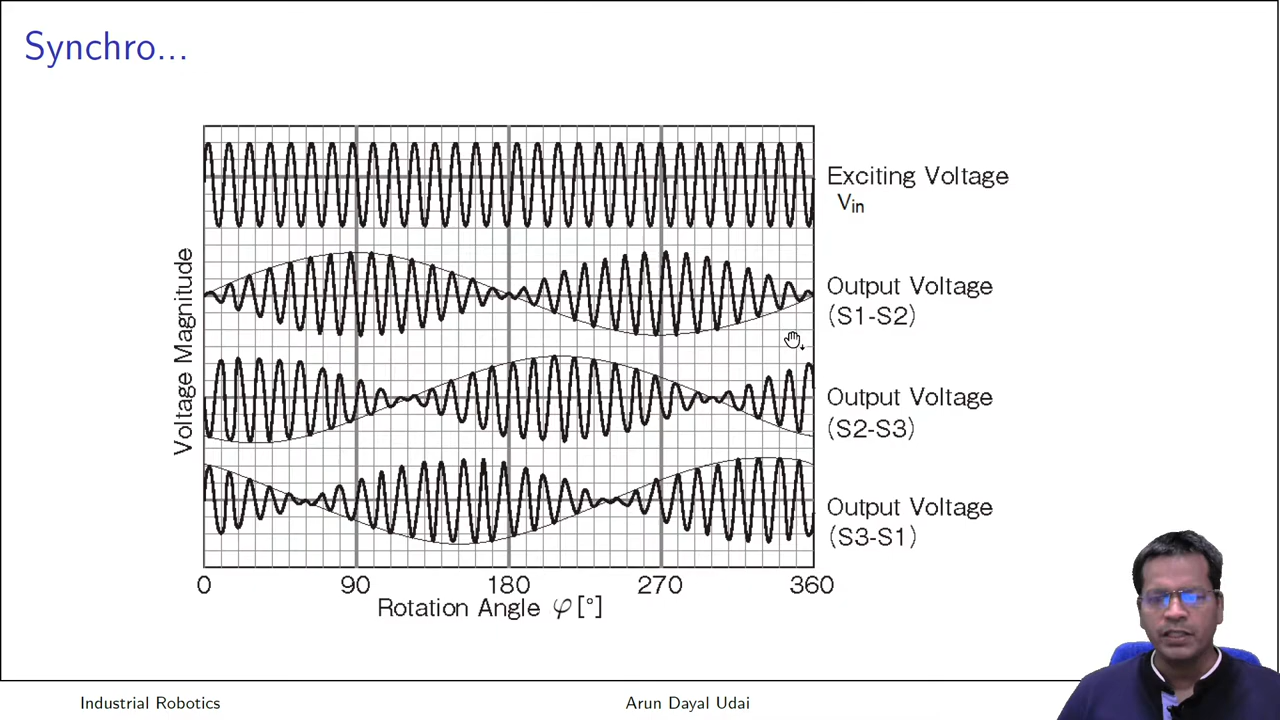 Synchro...
Exciting Voltage
Vin
Output Voltage
(S1-S2)
Output Voltage
(S2-S3)
Output Voltage
(S3-S1)
Voltage Magnitude
0 90 180 270 360
Rotation Angle φ [°]
Industrial Robotics Arun Dayal Udai